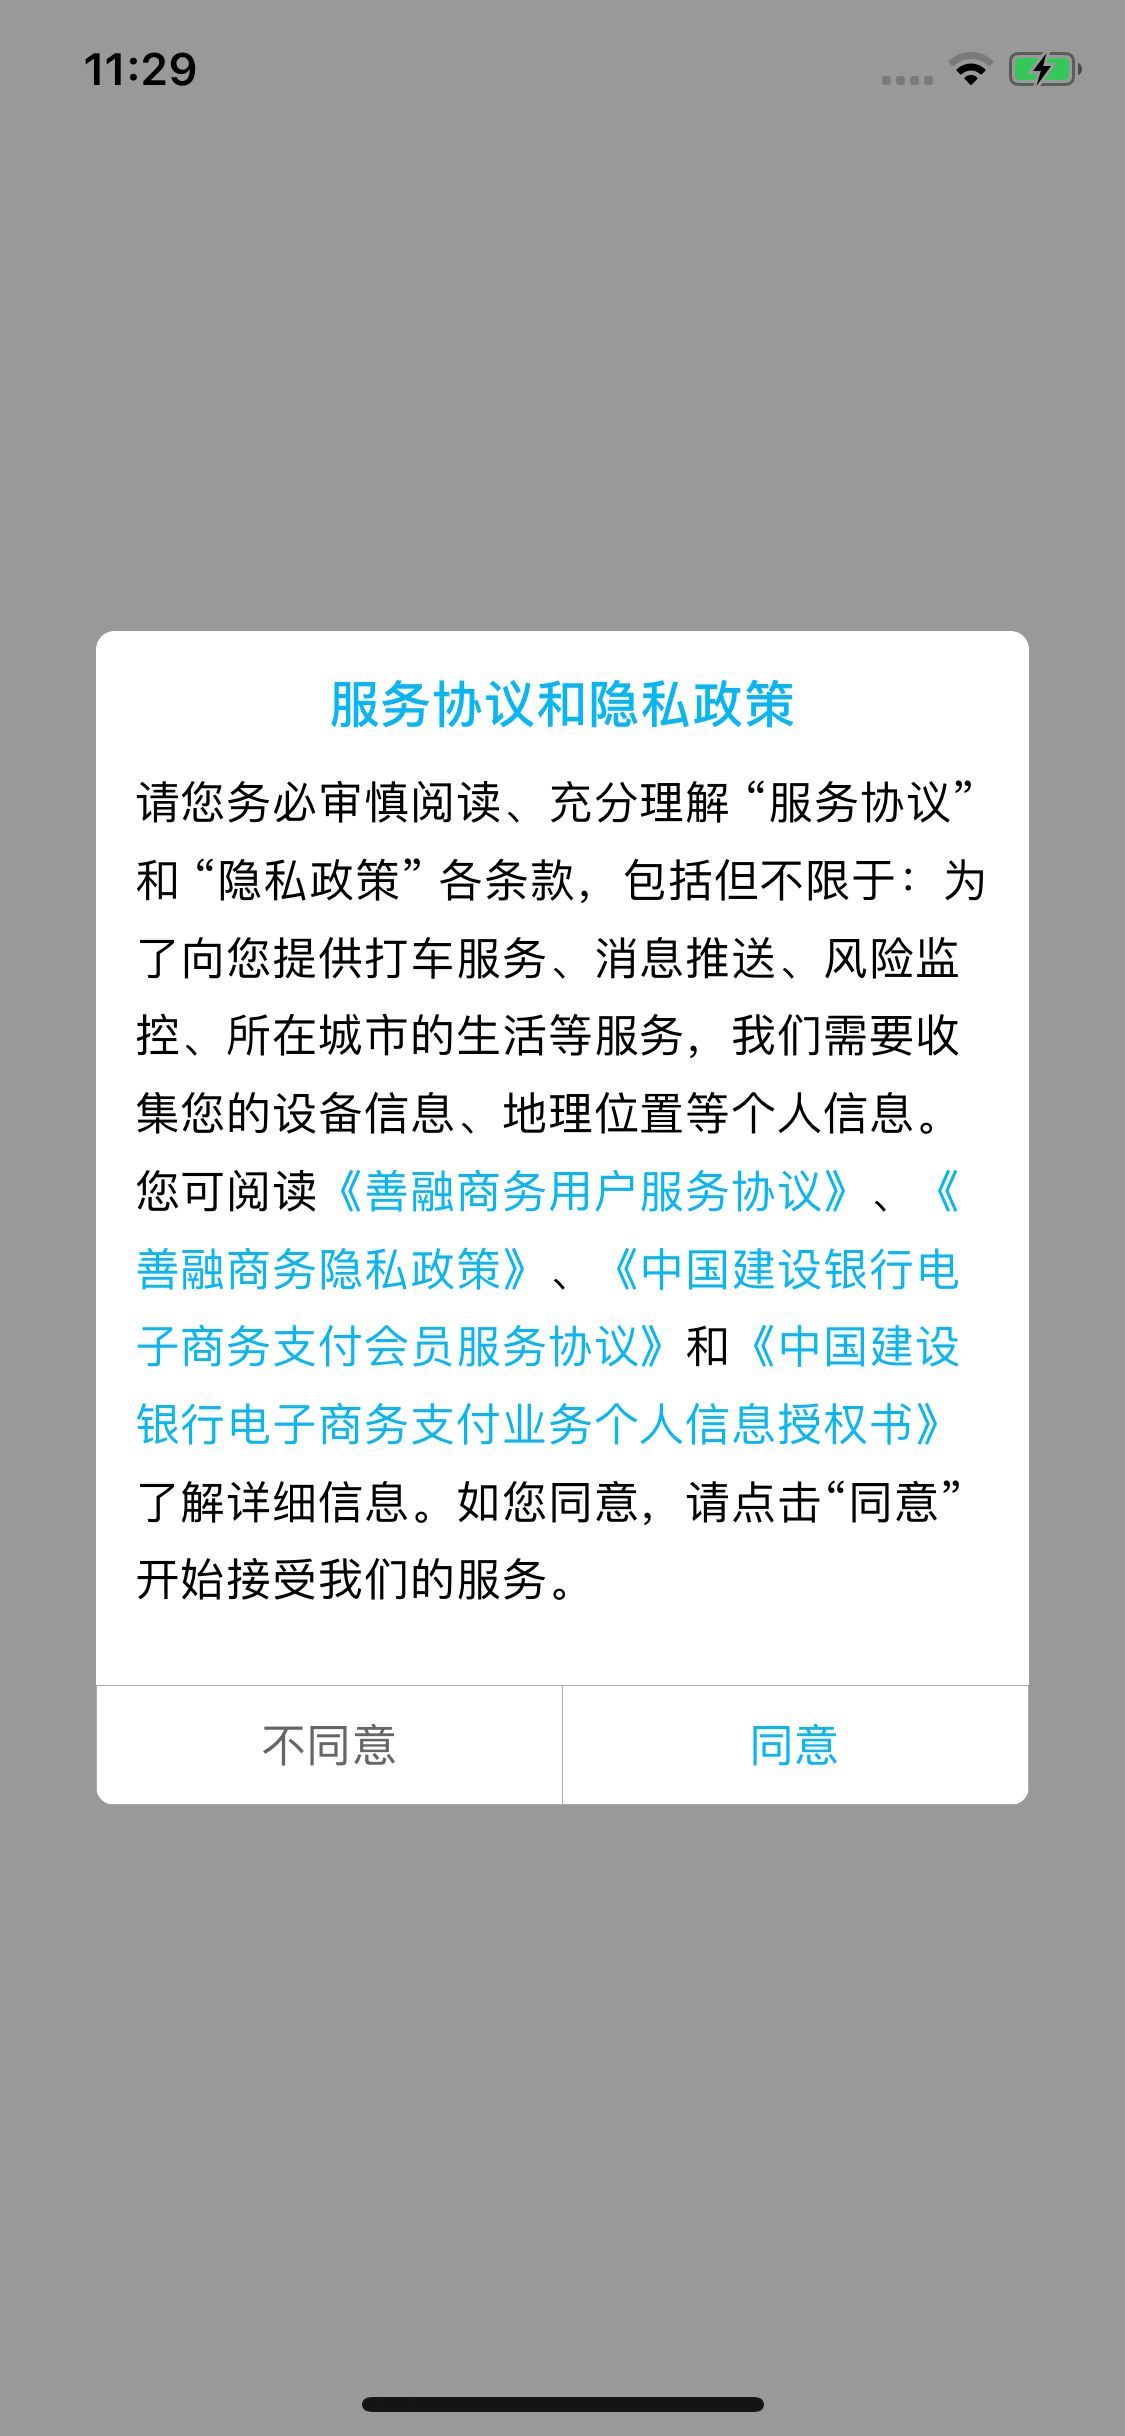 11:29
服务协议和隐私政策
请您务必审慎阅读、充分理解 “服务协议”
和 “隐私政策” 各条款，包括但不限于：为
了向您提供打车服务、消息推送、风险监
控、所在城市的生活等服务，我们需要收
集您的设备信息、地理位置等个人信息。
您可阅读《善融商务用户服务协议》、《
善融商务隐私政策》、《中国建设银行电
子商务支付会员服务协议》和《中国建设
银行电子商务支付业务个人信息授权书》
了解详细信息。如您同意，请点击“同意”
开始接受我们的服务。
不同意
同意